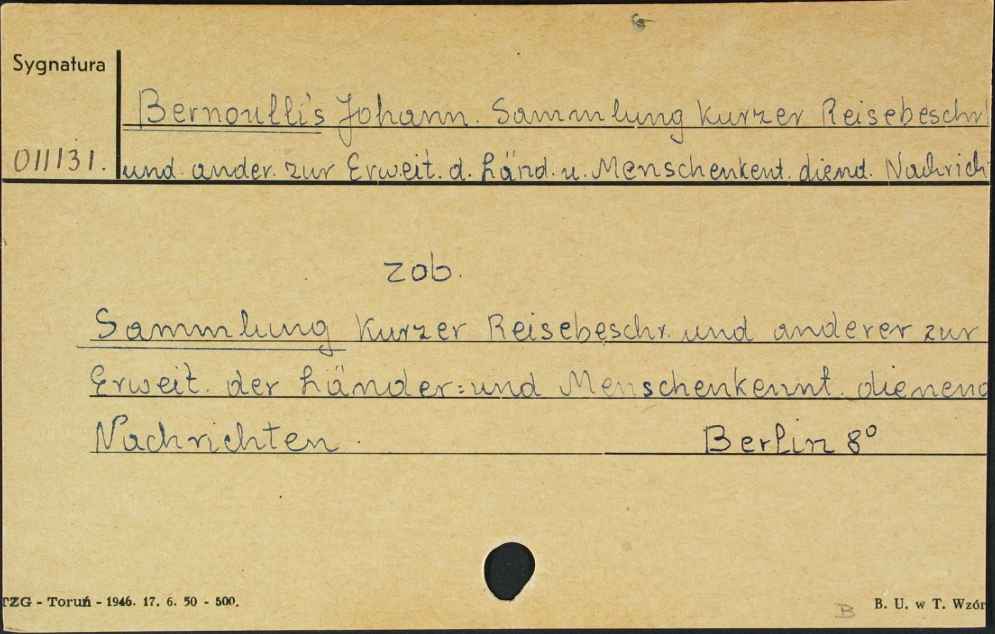 Sygnatura
Bernoulli's Johann. Sammlung kurzer Reisebeschr
011131.
und ander. zur Erweit. d. Länd. u. Menschenkent. diend. Nachrich
zob.
Sammlung kurzer Reisebeschr. und anderer zur
Erweit. der Länder=und Menschenkennt. dienend
Nachrichten. Berlin 8°
TZG - Toruń - 1946. 17. 6. 50 - 500.
B
B. U. w T. Wzór